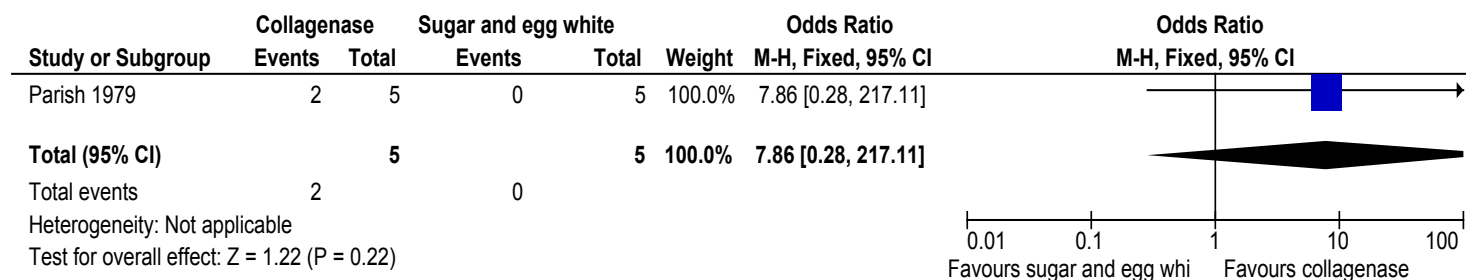 Collagenase Sugar and egg white Odds Ratio Odds Ratio
Study or Subgroup Events Total Events Total Weight M-H, Fixed, 95% CI M-H, Fixed, 95% CI
Parish 1979 2 5 0 5 100.0% 7.86 [0.28, 217.11]
Total (95% CI) 5 5 100.0% 7.86 [0.28, 217.11]
Total events 2 0
Heterogeneity: Not applicable
Test for overall effect: Z = 1.22 (P = 0.22)
0.01 0.1 1 10 100
Favours sugar and egg whi Favours collagenase